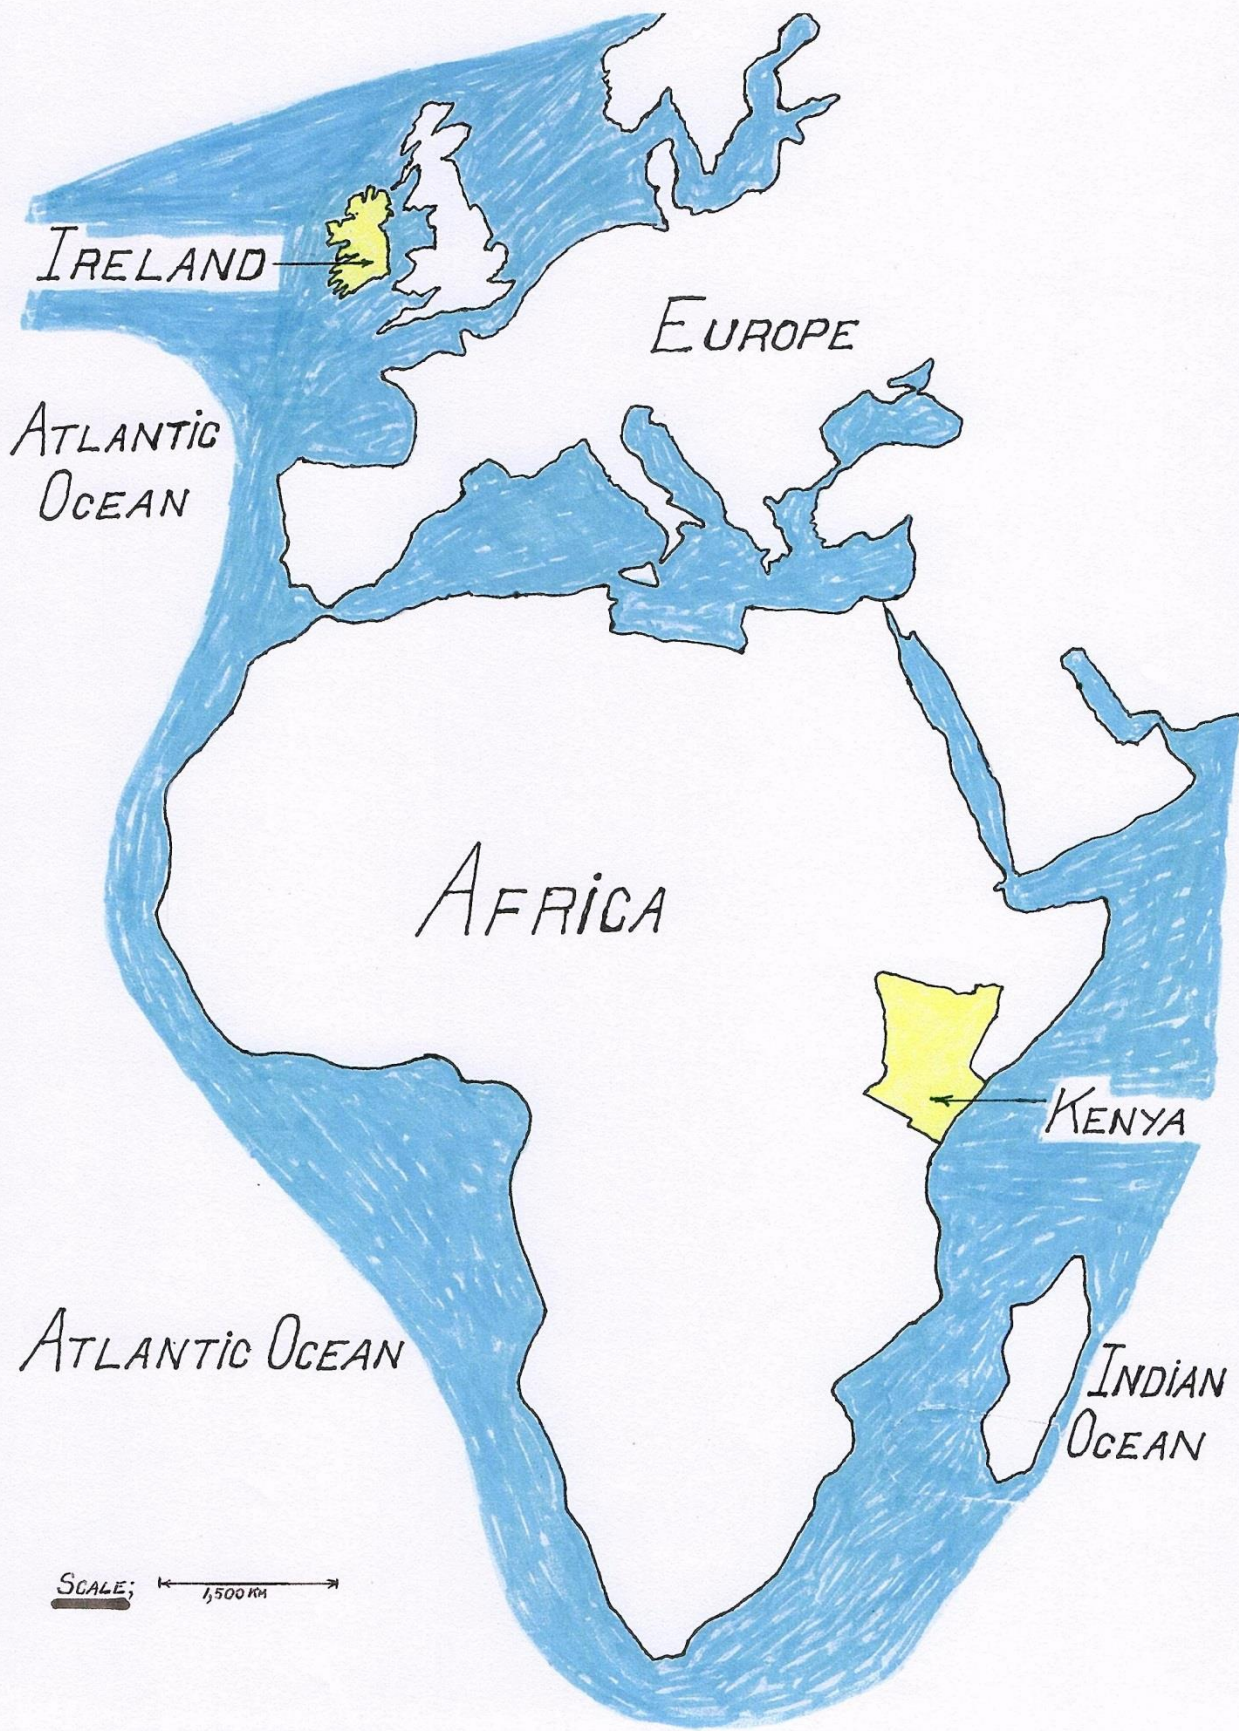 IRELAND
EUROPE
ATLANTIC
OCEAN
AFRICA
KENYA
ATLANTIC OCEAN
INDIAN
OCEAN
SCALE;
1,500 KM